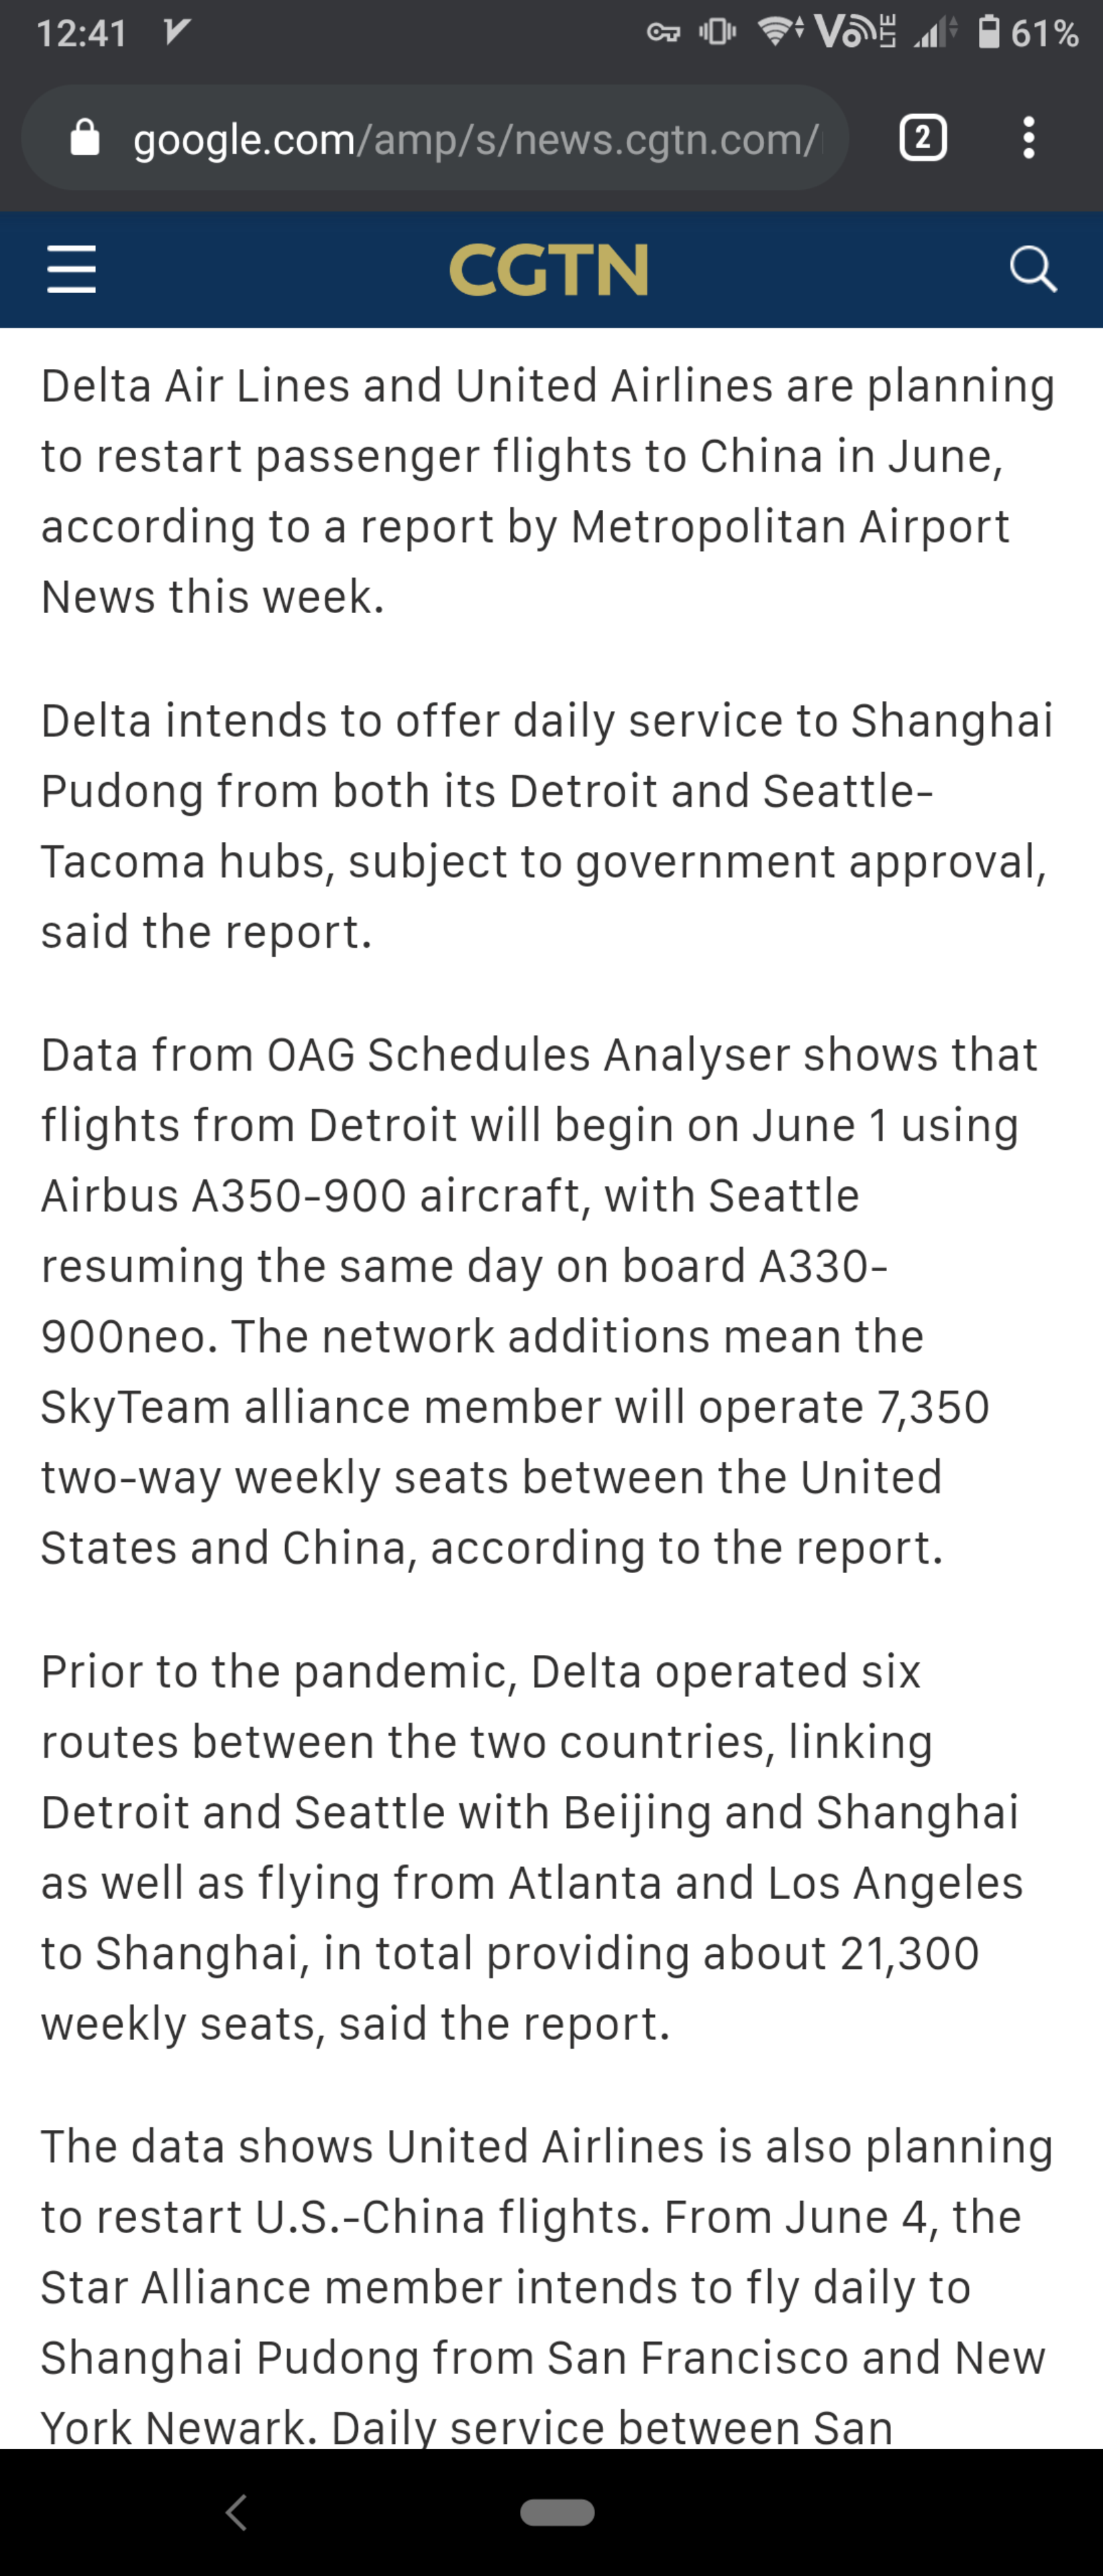 12:41
VoLTE
61%
google.com/amp/s/news.cgtn.com/
2
CGTN
Delta Air Lines and United Airlines are planning
to restart passenger flights to China in June,
according to a report by Metropolitan Airport
News this week.
Delta intends to offer daily service to Shanghai
Pudong from both its Detroit and Seattle-
Tacoma hubs, subject to government approval,
said the report.
Data from OAG Schedules Analyser shows that
flights from Detroit will begin on June 1 using
Airbus A350-900 aircraft, with Seattle
resuming the same day on board A330-
900neo. The network additions mean the
SkyTeam alliance member will operate 7,350
two-way weekly seats between the United
States and China, according to the report.
Prior to the pandemic, Delta operated six
routes between the two countries, linking
Detroit and Seattle with Beijing and Shanghai
as well as flying from Atlanta and Los Angeles
to Shanghai, in total providing about 21,300
weekly seats, said the report.
The data shows United Airlines is also planning
to restart U.S.-China flights. From June 4, the
Star Alliance member intends to fly daily to
Shanghai Pudong from San Francisco and New
York Newark. Daily service between San